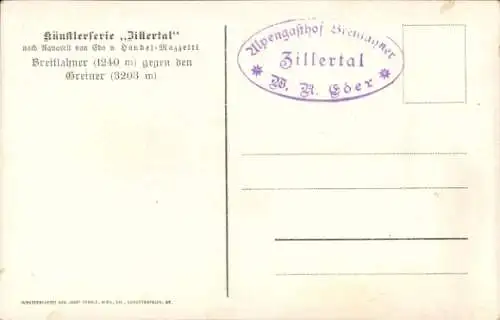 Künstlerserie „Zillertal"
nach Aquarell von Edo v Handel-Mazzetti
Breitlahner (1240 m) gegen den
Greiner (3203 m)
Alpengasthof Breitlahner
Zillertal
W. A. Eder